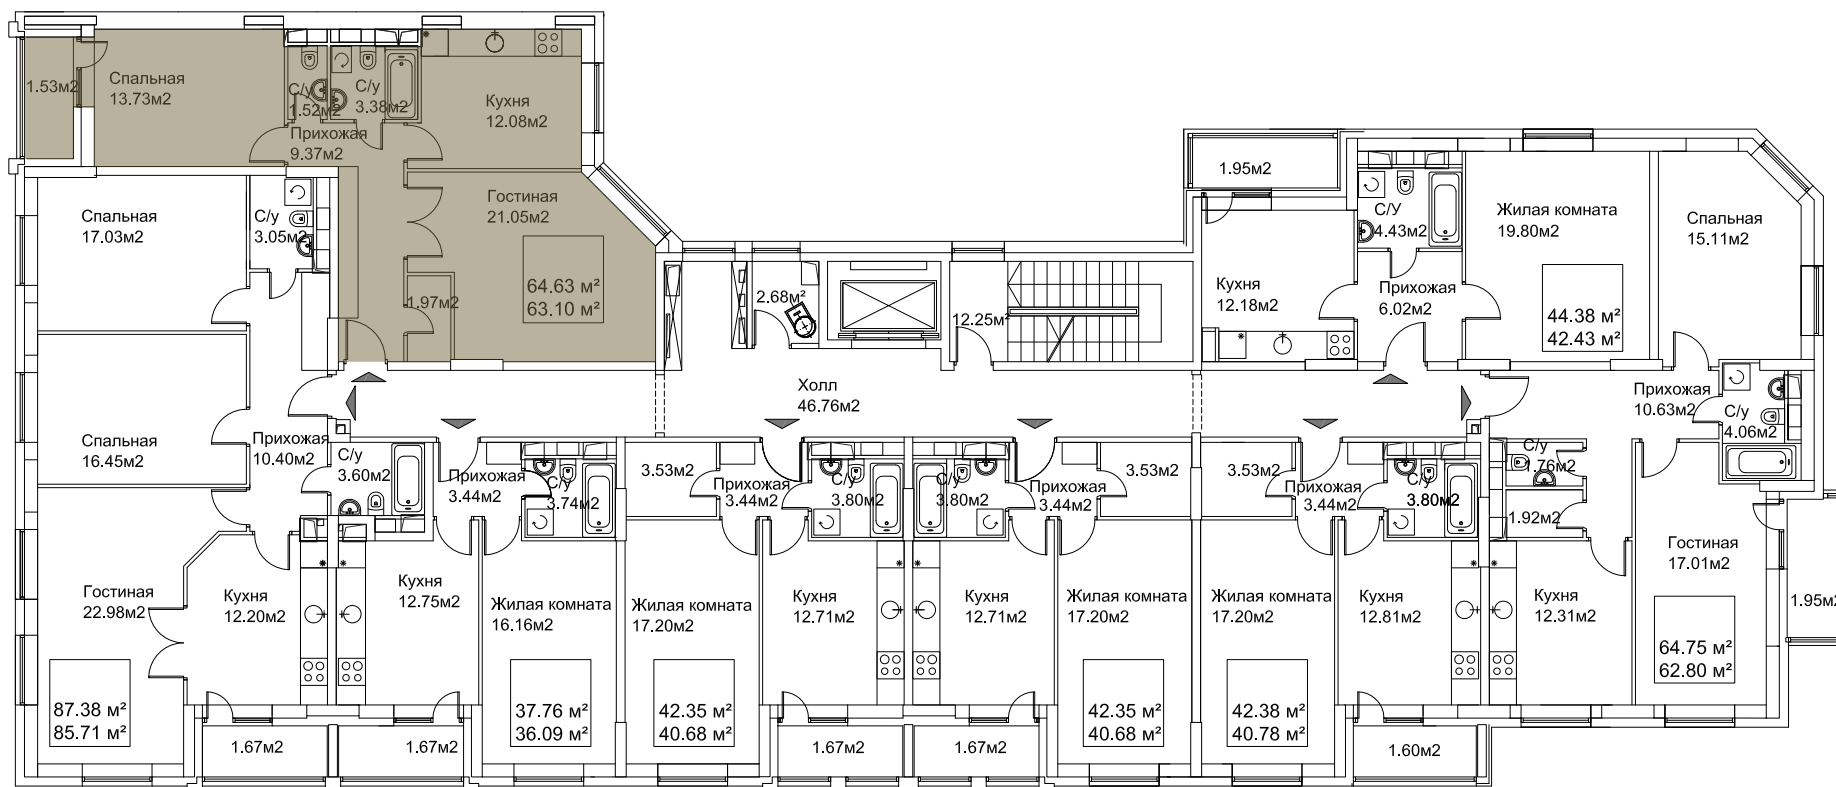 1.53м2
Спальная
13.73м2
С/у
1.52м2
С/у
3.38м2
Кухня
12.08м2
Прихожая
9.37м2
Гостиная
21.05м2
1.97м2
64.63 м²
63.10 м²
Спальная
17.03м2
С/у
3.05м2
Спальная
16.45м2
Прихожая
10.40м2
С/у
3.60м2
Гостиная
22.98м2
Кухня
12.20м2
87.38 м²
85.71 м²
1.67м2
2.68м²
12.25м²
Холл
46.76м2
Прихожая
3.44м2
С/у
3.74м2
Кухня
12.75м2
Жилая комната
16.16м2
37.76 м²
36.09 м²
1.67м2
3.53м2
Прихожая
3.44м2
С/у
3.80м2
Жилая комната
17.20м2
Кухня
12.71м2
42.35 м²
40.68 м²
1.67м2
С/у
3.80м2
Прихожая
3.44м2
3.53м2
Кухня
12.71м2
Жилая комната
17.20м2
42.35 м²
40.68 м²
1.67м2
3.53м2
Прихожая
3.44м2
С/у
3.80м2
Жилая комната
17.20м2
Кухня
12.81м2
42.38 м²
40.78 м²
1.60м2
1.95м2
Кухня
12.18м2
С/У
4.43м2
Прихожая
6.02м2
Жилая комната
19.80м2
44.38 м²
42.43 м²
Спальная
15.11м2
Прихожая
10.63м2
С/у
4.06м2
С/у
1.76м2
1.92м2
Гостиная
17.01м2
Кухня
12.31м2
64.75 м²
62.80 м²
1.95м2